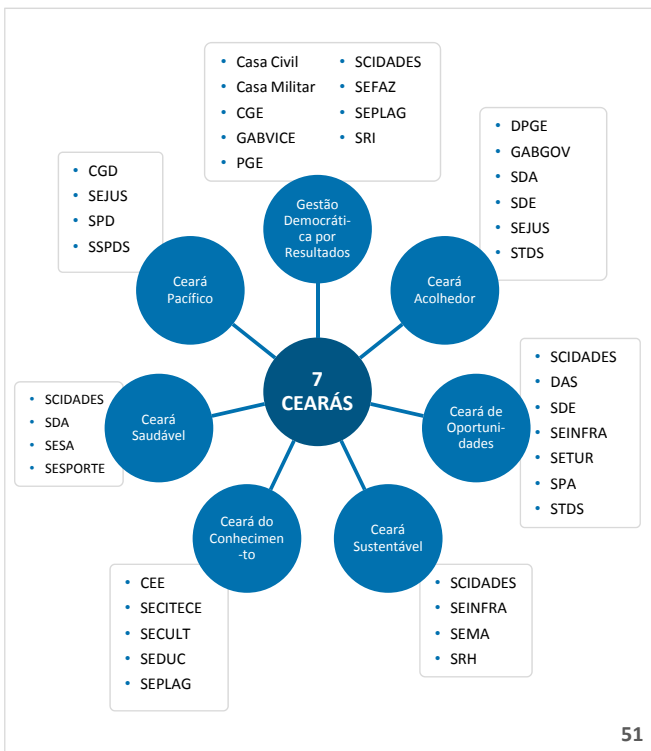 Casa Civil
Casa Militar
CGE
GABVICE
PGE
SCIDADES
SEFAZ
SEPLAG
SRI
DPGE
GABGOV
SDA
SDE
SEJUS
STDS
CGD
SEJUS
SPD
SSPDS
Gestão
Democráti-
ca por
Resultados
Ceará
Pacífico
Ceará
Acolhedor
7
CEARÁS
SCIDADES
DAS
SDE
SEINFRA
SETUR
SPA
STDS
SCIDADES
SDA
SESA
SESPORTE
Ceará
Saudável
Ceará de
Oportuni-
dades
Ceará do
Conhecimen
-to
Ceará
Sustentável
CEE
SECITECE
SECULT
SEDUC
SEPLAG
SCIDADES
SEINFRA
SEMA
SRH
51